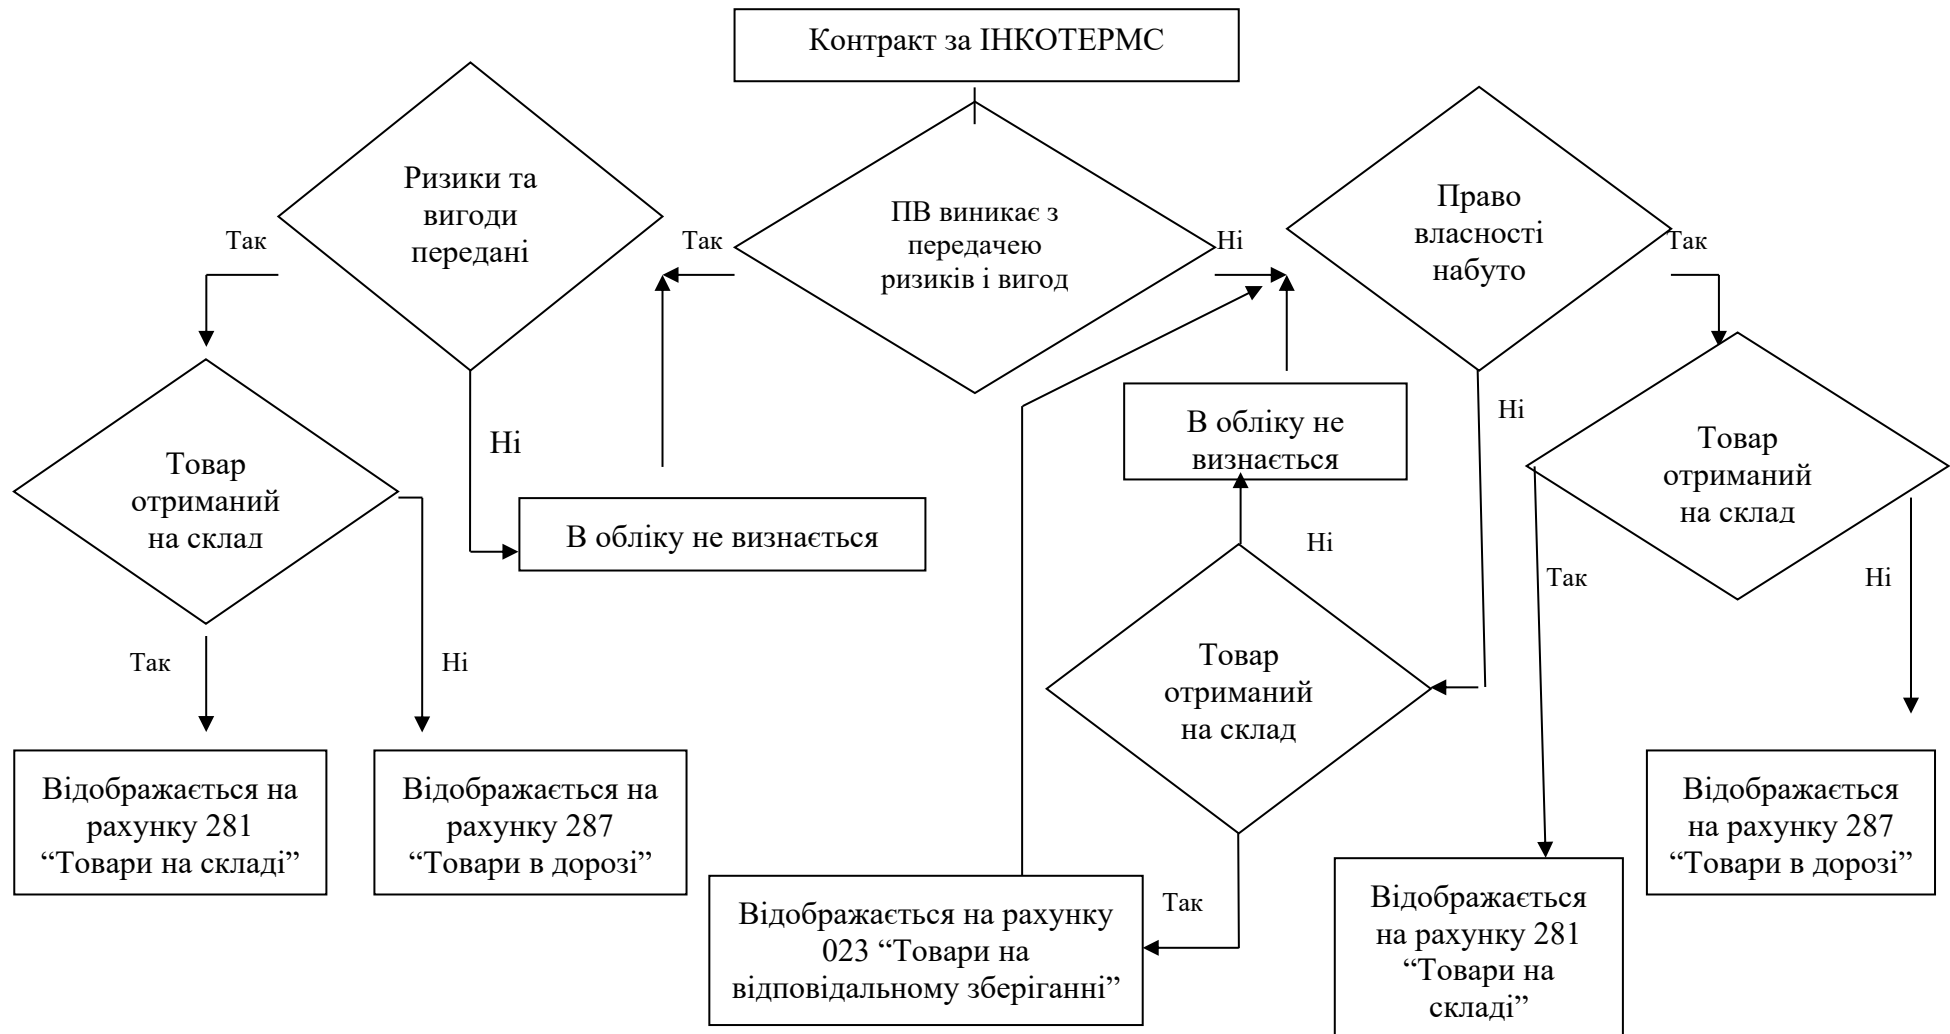 Контракт за ІНКОТЕРМС
Ризики та
вигоди
передані
ПВ виникає з
передачею
ризиків і вигод
Право
власності
набуто
Так
Так
Ні
Так
Ні
Ні
Товар
отриманий
на склад
В обліку не визнається
В обліку не
визнається
Товар
отриманий
на склад
Ні
Так
Ні
Так
Ні
Товар
отриманий
на склад
Відображається на
рахунку 281
“Товари на складі”
Відображається на
рахунку 287
“Товари в дорозі”
Відображається
на рахунку 287
“Товари в дорозі”
Так
Відображається на рахунку
023 “Товари на
відповідальному зберіганні”
Відображається
на рахунку 281
“Товари на
складі”